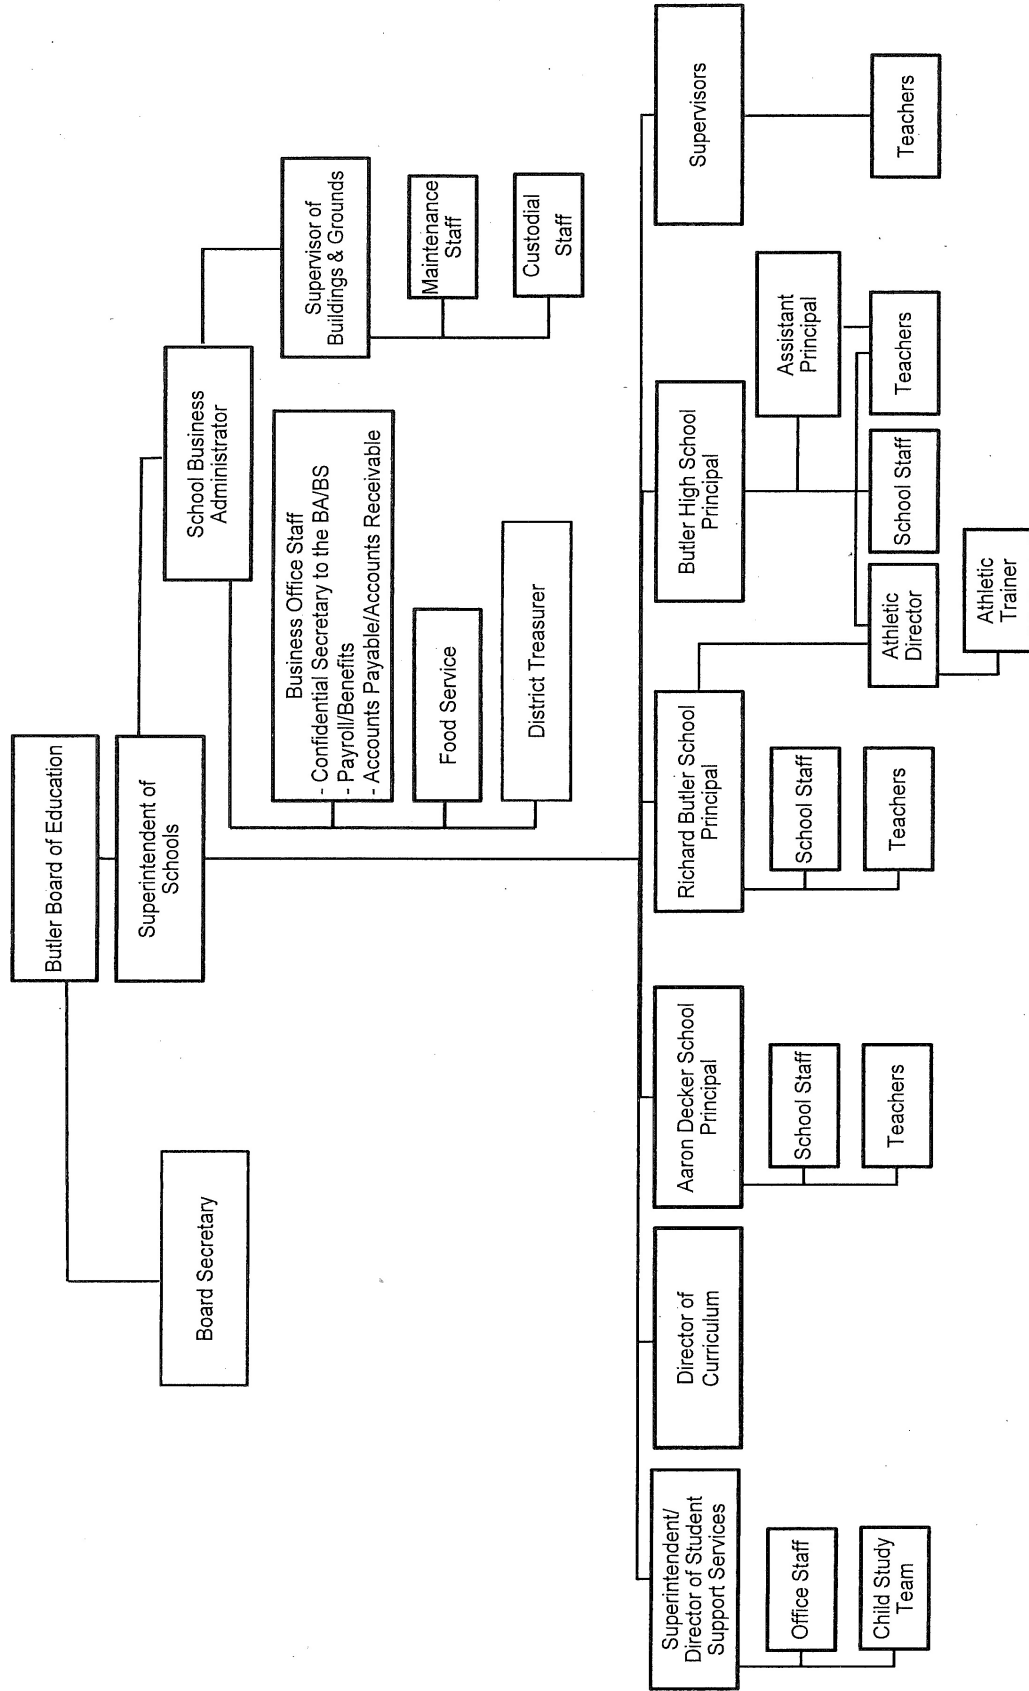 Butler Board of Education
Superintendent of
Schools
Board Secretary
School Business
Administrator
Supervisor of
Buildings & Grounds
Maintenance
Staff
Custodial
Staff
Business Office Staff
- Confidential Secretary to the BA/BS
- Payroll/Benefits
- Accounts Payable/Accounts Receivable
Food Service
District Treasurer
Superintendent/
Director of Student
Support Services
Office Staff
Child Study
Team
Director of
Curriculum
Aaron Decker School
Principal
School Staff
Teachers
Richard Butler School
Principal
School Staff
Teachers
Butler High School
Principal
Assistant
Principal
Athletic
Director
School Staff
Teachers
Athletic
Trainer
Supervisors
Teachers